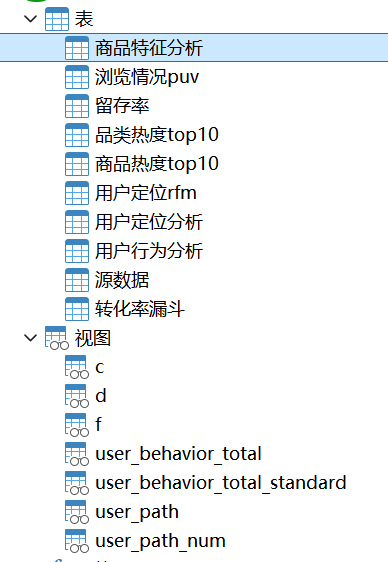 表
商品特征分析
浏览情况puv
留存率
品类热度top10
商品热度top10
用户定位rfm
用户定位分析
用户行为分析
源数据
转化率漏斗
视图
c
d
f
user_behavior_total
user_behavior_total_standard
user_path
user_path_num